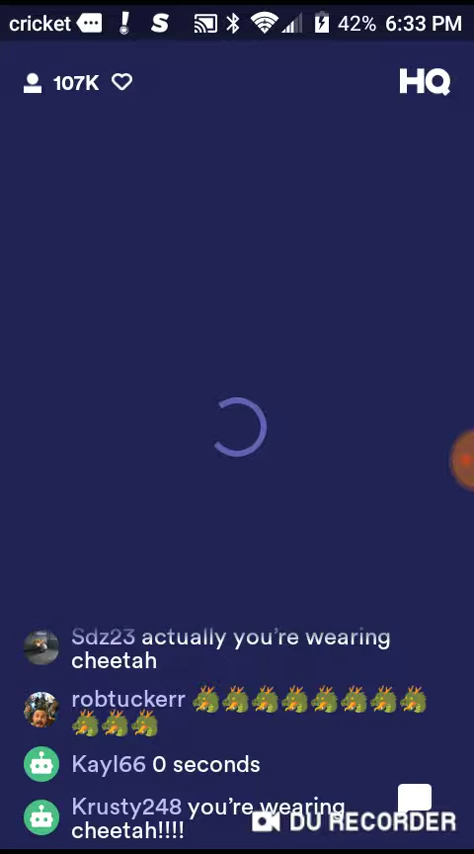 cricket 42% 6:33 PM
107K HQ
Sdz23 actually you're wearing
cheetah
robtuckerr
Kayl66 0 seconds
Krusty248 you're wearing
cheetah!!!!
DU RECORDER